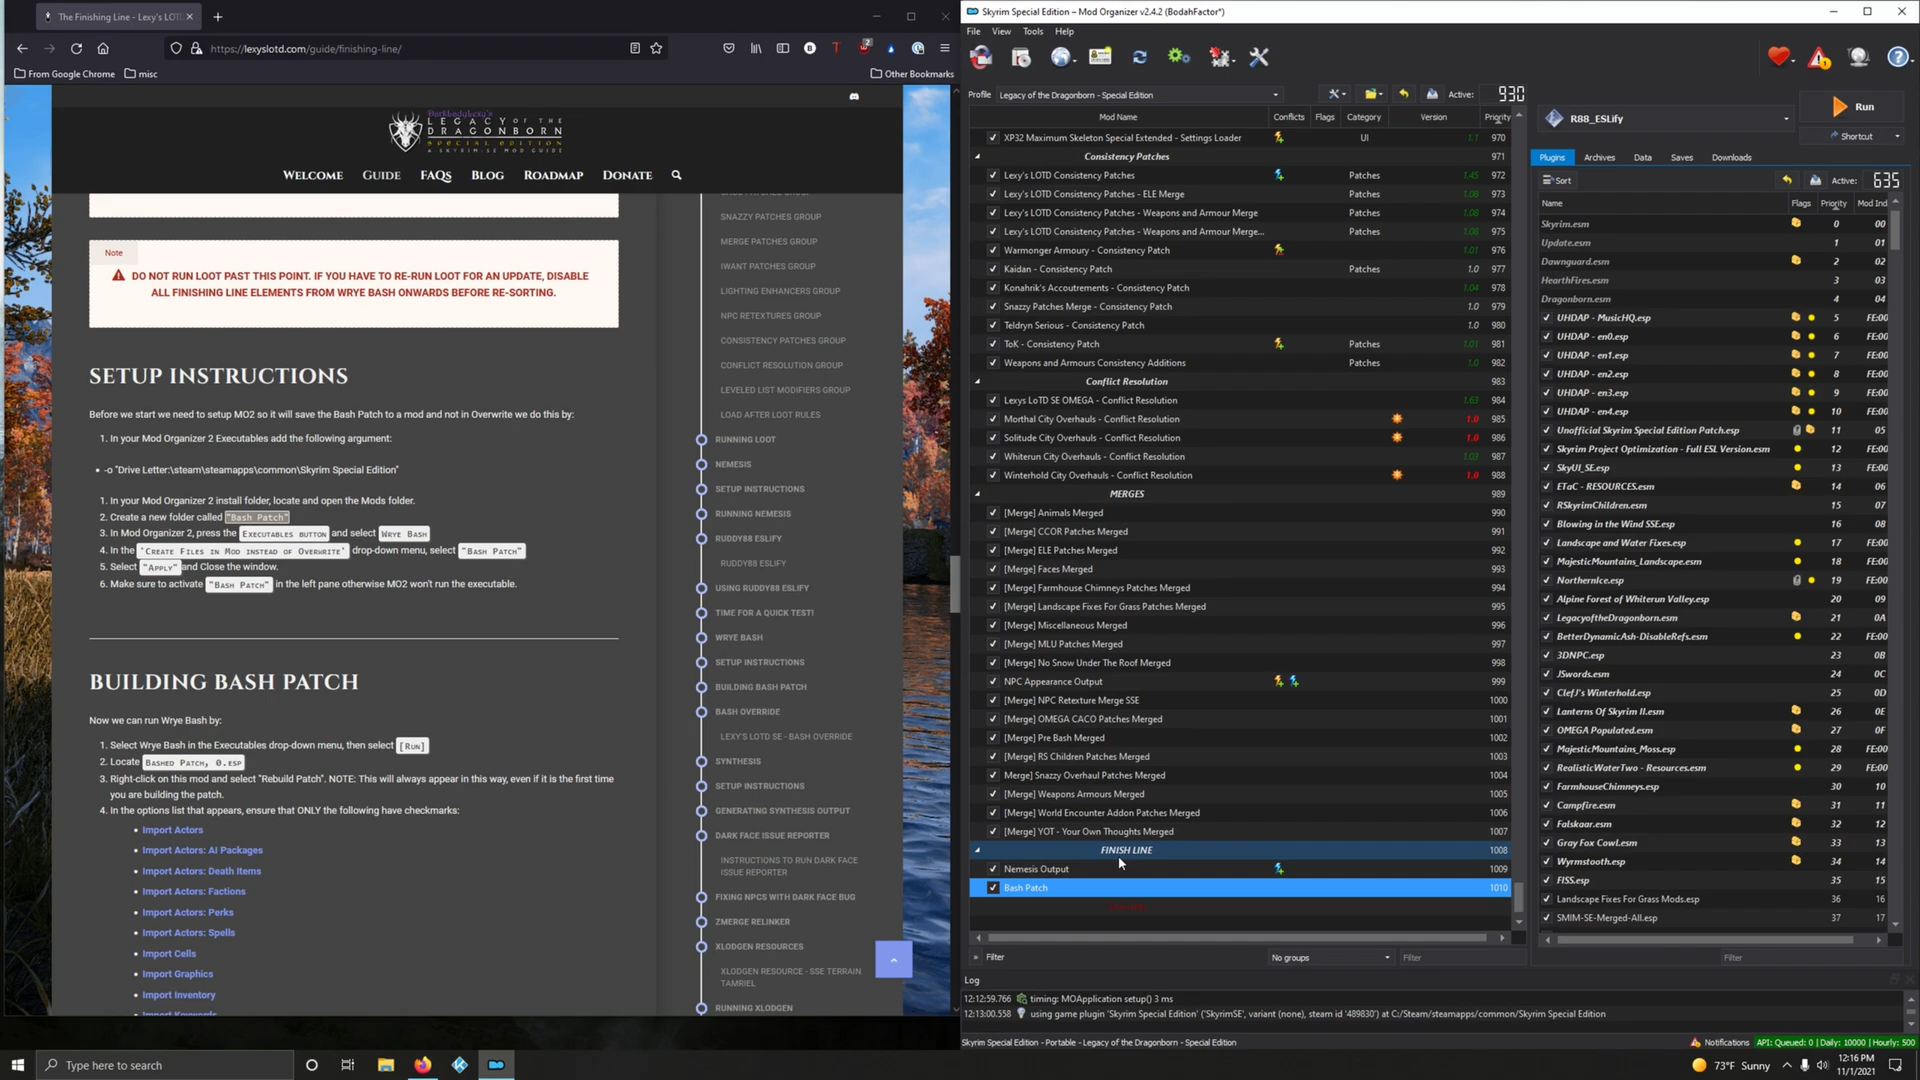 The Finishing Line - Lexy's LOTD
https://lexyslotd.com/guide/finishing-line/
2
From Google Chrome
misc
Other Bookmarks
DarkladyLexy's
LEGACY OF THE
DRAGONBORN
SPECIAL EDITION
A SKYRIM-SE MOD GUIDE
WELCOME
GUIDE
FAQS
BLOG
ROADMAP
DONATE
Note
DO NOT RUN LOOT PAST THIS POINT. IF YOU HAVE TO RE-RUN LOOT FOR AN UPDATE, DISABLE
ALL FINISHING LINE ELEMENTS FROM WRYE BASH ONWARDS BEFORE RE-SORTING.
SETUP INSTRUCTIONS
Before we start we need to setup MO2 so it will save the Bash Patch to a mod and not in Overwrite we do this by:
1. In your Mod Organizer 2 Executables add the following argument:
• -o "Drive Letter:\steam\steamapps\common\Skyrim Special Edition"
1. In your Mod Organizer 2 install folder, locate and open the Mods folder.
2. Create a new folder called "Bash Patch"
3. In Mod Organizer 2, press the EXECUTABLES BUTTON and select WRYE BASH
4. In the 'CREATE FILES IN MOD INSTEAD OF OVERWRITE' drop-down menu, select "BASH PATCH"
5. Select "APPLY" and Close the window.
6. Make sure to activate "BASH PATCH" in the left pane otherwise MO2 won't run the executable.
BUILDING BASH PATCH
Now we can run Wrye Bash by:
1. Select Wrye Bash in the Executables drop-down menu, then select [RUN]
2. Locate BASHED PATCH, 0.ESP
3. Right-click on this mod and select "Rebuild Patch". NOTE: This will always appear in this way, even if it is the first time
you are building the patch.
4. In the options list that appears, ensure that ONLY the following have checkmarks:
• Import Actors
• Import Actors: AI Packages
• Import Actors: Death Items
• Import Actors: Factions
• Import Actors: Perks
• Import Actors: Spells
• Import Cells
• Import Graphics
• Import Inventory
• Import Keywords
SNAZZY PATCHES GROUP
MERGE PATCHES GROUP
IWANT PATCHES GROUP
LIGHTING ENHANCERS GROUP
NPC RETEXTURES GROUP
CONSISTENCY PATCHES GROUP
CONFLICT RESOLUTION GROUP
LEVELED LIST MODIFIERS GROUP
LOAD AFTER LOOT RULES
RUNNING LOOT
NEMESIS
SETUP INSTRUCTIONS
RUNNING NEMESIS
RUDDY88 ESLIFY
RUDDY88 ESLIFY
USING RUDDY88 ESLIFY
TIME FOR A QUICK TEST!
WRYE BASH
SETUP INSTRUCTIONS
BUILDING BASH PATCH
BASH OVERRIDE
LEXY'S LOTD SE - BASH OVERRIDE
SYNTHESIS
SETUP INSTRUCTIONS
GENERATING SYNTHESIS OUTPUT
DARK FACE ISSUE REPORTER
INSTRUCTIONS TO RUN DARK FACE
ISSUE REPORTER
FIXING NPCS WITH DARK FACE BUG
ZMERGE RELINKER
XLODGEN RESOURCES
XLODGEN RESOURCE - SSE TERRAIN
TAMRIEL
RUNNING XLODGEN
Skyrim Special Edition – Mod Organizer v2.4.2 (BodahFactor*)
File View Tools Help
Profile Legacy of the Dragonborn - Special Edition Active: 930
Mod Name Conflicts Flags Category Version Priority
XP32 Maximum Skeleton Special Extended - Settings Loader UI 1.1 970
Consistency Patches 971
Lexy's LOTD Consistency Patches Patches 1.45 972
Lexy's LOTD Consistency Patches - ELE Merge Patches 1.08 973
Lexy's LOTD Consistency Patches - Weapons and Armour Merge Patches 1.08 974
Lexy's LOTD Consistency Patches - Weapons and Armour Merge... Patches 1.08 975
Warmonger Armoury - Consistency Patch Patches 1.01 976
Kaidan - Consistency Patch Patches 1.0 977
Konahrik's Accoutrements - Consistency Patch 1.04 978
Snazzy Patches Merge - Consistency Patch 1.0 979
Teldryn Serious - Consistency Patch 1.0 980
ToK - Consistency Patch Patches 1.01 981
Weapons and Armours Consistency Additions Patches 1.0 982
Conflict Resolution 983
Lexys LoTD SE OMEGA - Conflict Resolution 1.63 984
Morthal City Overhauls - Conflict Resolution 1.0 985
Solitude City Overhauls - Conflict Resolution 1.0 986
Whiterun City Overhauls - Conflict Resolution 1.03 987
Winterhold City Overhauls - Conflict Resolution 1.0 988
MERGES 989
[Merge] Animals Merged 990
[Merge] CCOR Patches Merged 991
[Merge] ELE Patches Merged 992
[Merge] Faces Merged 993
[Merge] Farmhouse Chimneys Patches Merged 994
[Merge] Landscape Fixes For Grass Patches Merged 995
[Merge] Miscellaneous Merged 996
[Merge] MLU Patches Merged 997
[Merge] No Snow Under The Roof Merged 998
NPC Appearance Output 999
[Merge] NPC Retexture Merge SSE 1000
[Merge] OMEGA CACO Patches Merged 1001
[Merge] Pre Bash Merged 1002
[Merge] RS Children Patches Merged 1003
[Merge] Snazzy Overhaul Patches Merged 1004
[Merge] Weapons Armours Merged 1005
[Merge] World Encounter Addon Patches Merged 1006
[Merge] YOT - Your Own Thoughts Merged 1007
FINISH LINE 1008
Nemesis Output 1009
Bash Patch 1010
Filter No groups Filter
R88_ESLify
Run
Shortcut
Plugins Archives Data Saves Downloads
Sort Active: 635
Name Flags Priority Mod Ind
Skyrim.esm 0 00
Update.esm 1 01
Dawnguard.esm 2 02
HearthFires.esm 3 03
Dragonborn.esm 4 04
UHDAP - MusicHQ.esp 5 FE:00
UHDAP - en0.esp 6 FE:00
UHDAP - en1.esp 7 FE:00
UHDAP - en2.esp 8 FE:00
UHDAP - en3.esp 9 FE:00
UHDAP - en4.esp 10 FE:00
Unofficial Skyrim Special Edition Patch.esp 11 05
Skyrim Project Optimization - Full ESL Version.esm 12 FE:00
SkyUI_SE.esp 13 FE:00
ETaC - RESOURCES.esm 14 06
RSkyrimChildren.esm 15 07
Blowing in the Wind SSE.esp 16 08
Landscape and Water Fixes.esp 17 FE:00
MajesticMountains_Landscape.esm 18 FE:00
NorthernIce.esp 19 FE:00
Alpine Forest of Whiterun Valley.esp 20 09
LegacyoftheDragonborn.esm 21 0A
BetterDynamicAsh-DisableRefs.esm 22 FE:00
3DNPC.esp 23 0B
JSwords.esm 24 0C
ClefJ's Winterhold.esp 25 0D
Lanterns Of Skyrim II.esm 26 0E
OMEGA Populated.esm 27 0F
MajesticMountains_Moss.esp 28 FE:00
RealisticWaterTwo - Resources.esm 29 FE:00
FarmhouseChimneys.esp 30 10
Campfire.esm 31 11
Falskaar.esm 32 12
Gray Fox Cowl.esm 33 13
Wyrmstooth.esp 34 14
FISS.esp 35 15
Landscape Fixes For Grass Mods.esp 36 16
SMIM-SE-Merged-All.esp 37 17
Filter
Log
12:12:59.766 timing: MOApplication setup() 3 ms
12:13:00.558 using game plugin 'Skyrim Special Edition' ('SkyrimSE', variant (none), steam id '489830') at C:/Steam/steamapps/common/Skyrim Special Edition
Skyrim Special Edition - Portable - Legacy of the Dragonborn - Special Edition
Notifications API: Queued: 0 | Daily: 10000 | Hourly: 500
Type here to search
73°F Sunny
12:16 PM
11/1/2021